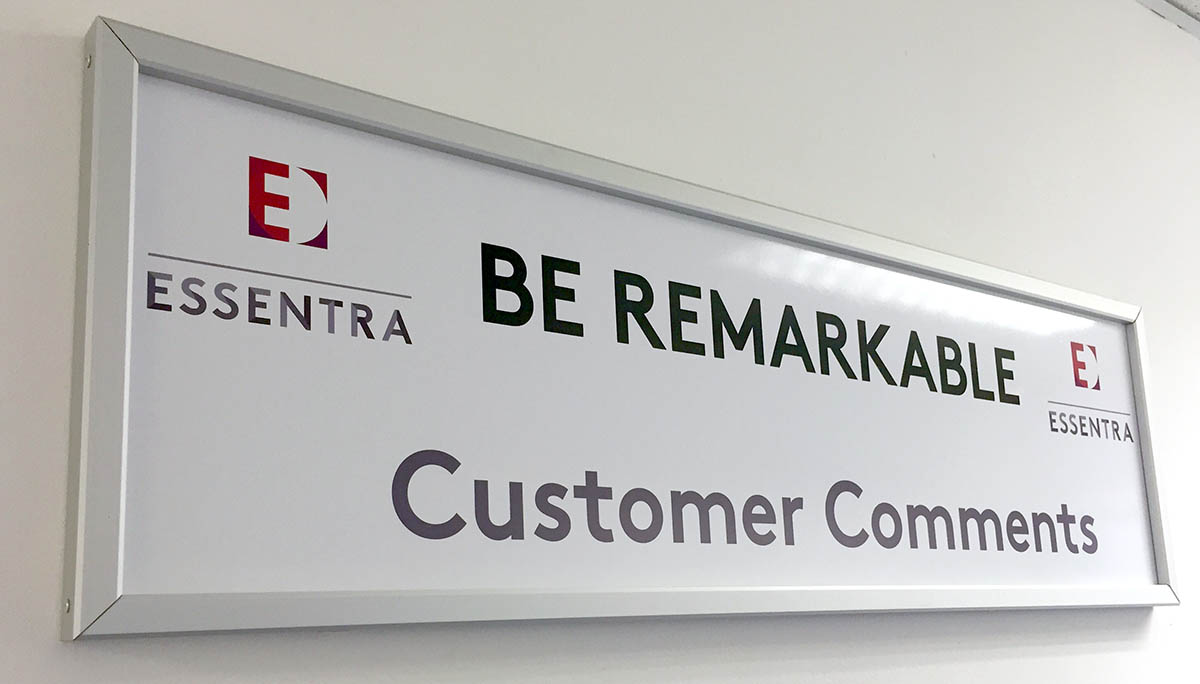 ESSENTRA
BE REMARKABLE
ESSENTRA
Customer Comments